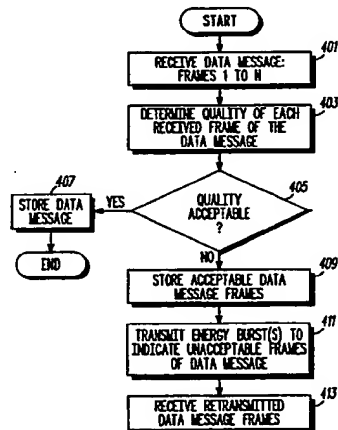 START
401
RECEIVE DATA MESSAGE:
FRAMES 1 TO N
403
DETERMINE QUALITY OF EACH
RECEIVED FRAME OF THE
DATA MESSAGE
405
QUALITY
ACCEPTABLE
?
YES
407
STORE DATA
MESSAGE
END
NO
409
STORE ACCEPTABLE DATA
MESSAGE FRAMES
411
TRANSMIT ENERGY BURST(S) TO
INDICATE UNACCEPTABLE FRAMES
OF DATA MESSAGE
413
RECEIVE RETRANSMITTED
DATA MESSAGE FRAMES